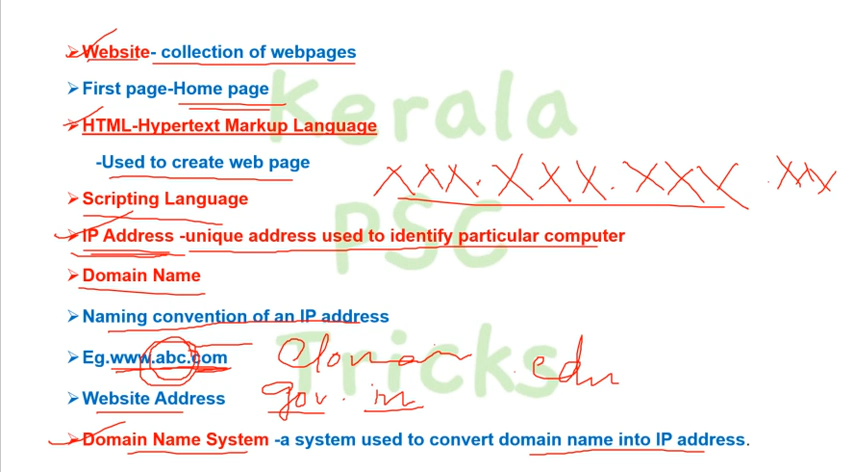 Website- collection of webpages
First page-Home page
HTML-Hypertext Markup Language
-Used to create web page
xxx.xxx.xxx.xxx
Scripting Language
IP Address -unique address used to identify particular computer
Domain Name
Naming convention of an IP address
Eg.www.abc.com
domain
.edu
Website Address
gov.in
Domain Name System -a system used to convert domain name into IP address.
Kerala
PSC
Tricks